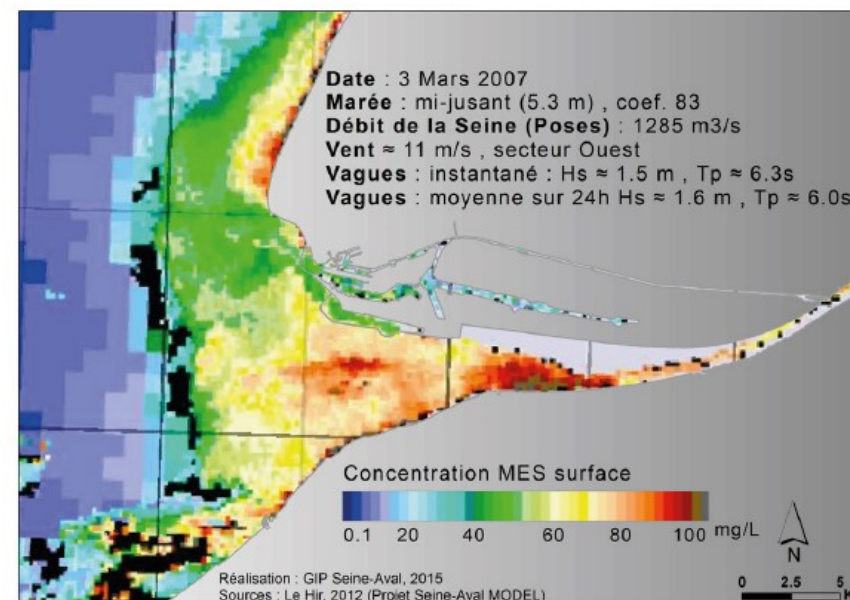 Date : 3 Mars 2007
Marée : mi-jusant (5.3 m) , coef. 83
Débit de la Seine (Poses) : 1285 m3/s
Vent ≈ 11 m/s , secteur Ouest
Vagues : instantané : Hs ≈ 1.5 m , Tp ≈ 6.3s
Vagues : moyenne sur 24h Hs ≈ 1.6 m , Tp ≈ 6.0s
Concentration MES surface
0.1 20 40 60 80 100 mg/L
N
Réalisation : GIP Seine-Aval, 2015
Sources : Le Hir, 2012 (Projet Seine-Aval MODEL)
0 2.5 5